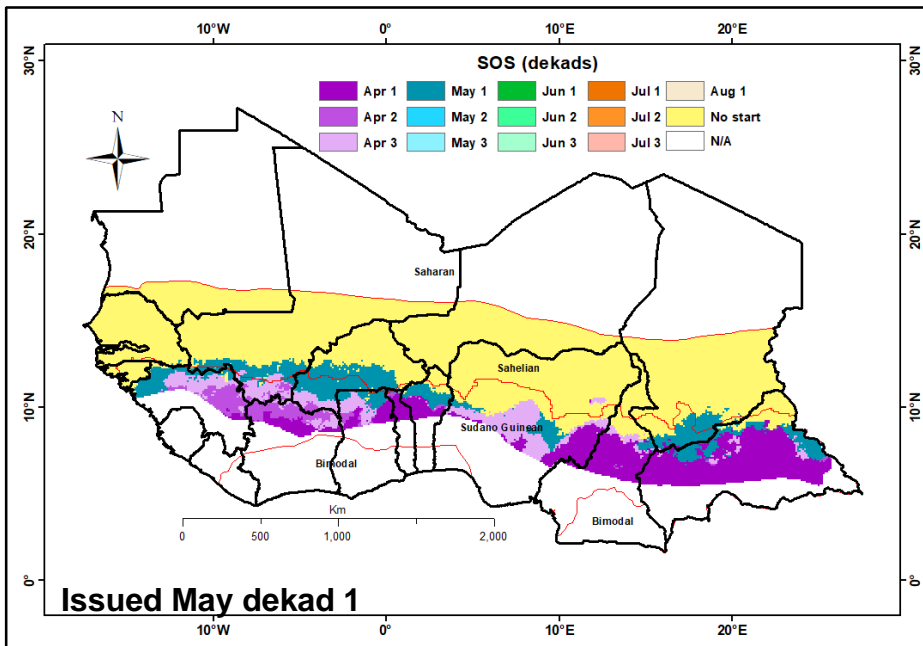 10°W 0° 10°E 20°E
30°N 30°N
SOS (dekads)
Apr 1 May 1 Jun 1 Jul 1 Aug 1
Apr 2 May 2 Jun 2 Jul 2 No start
Apr 3 May 3 Jun 3 Jul 3 N/A
N
20°N 20°N
Saharan
Sahelian
10°N 10°N
Sudano Guinean
Bimodal
Km
0 500 1,000 2,000
Bimodal
0° 0°
Issued May dekad 1
10°W 0° 10°E 20°E